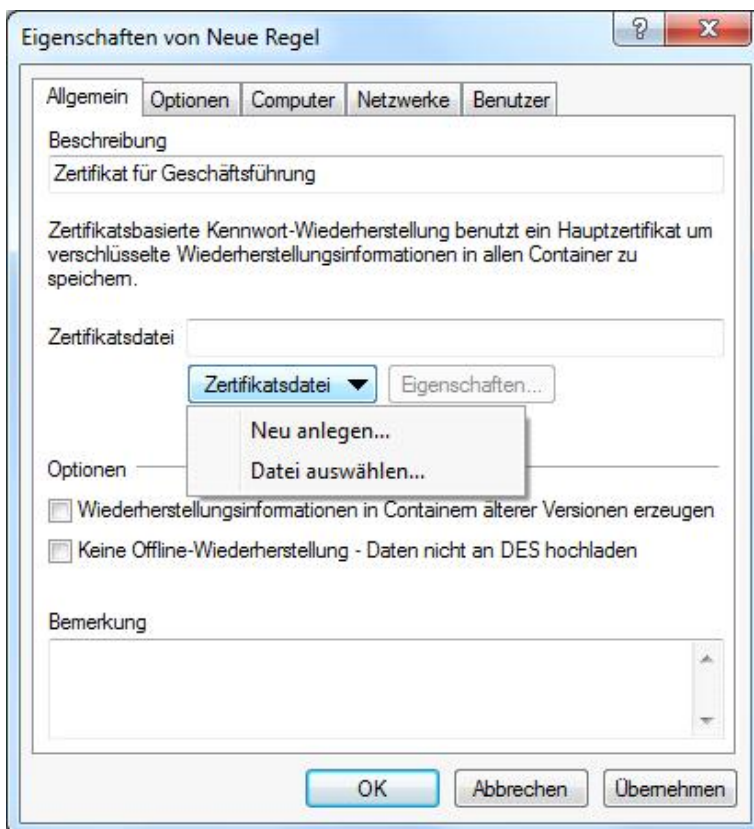 Eigenschaften von Neue Regel
Allgemein Optionen Computer Netzwerke Benutzer
Beschreibung
Zertifikat für Geschäftsführung
Zertifikatsbasierte Kennwort-Wiederherstellung benutzt ein Hauptzertifikat um
verschlüsselte Wiederherstellungsinformationen in allen Container zu
speichern.
Zertifikatsdatei
Zertifikatsdatei Eigenschaften...
Neu anlegen...
Datei auswählen...
Optionen
Wiederherstellungsinformationen in Containern älterer Versionen erzeugen
Keine Offline-Wiederherstellung - Daten nicht an DES hochladen
Bemerkung
OK Abbrechen Übernehmen